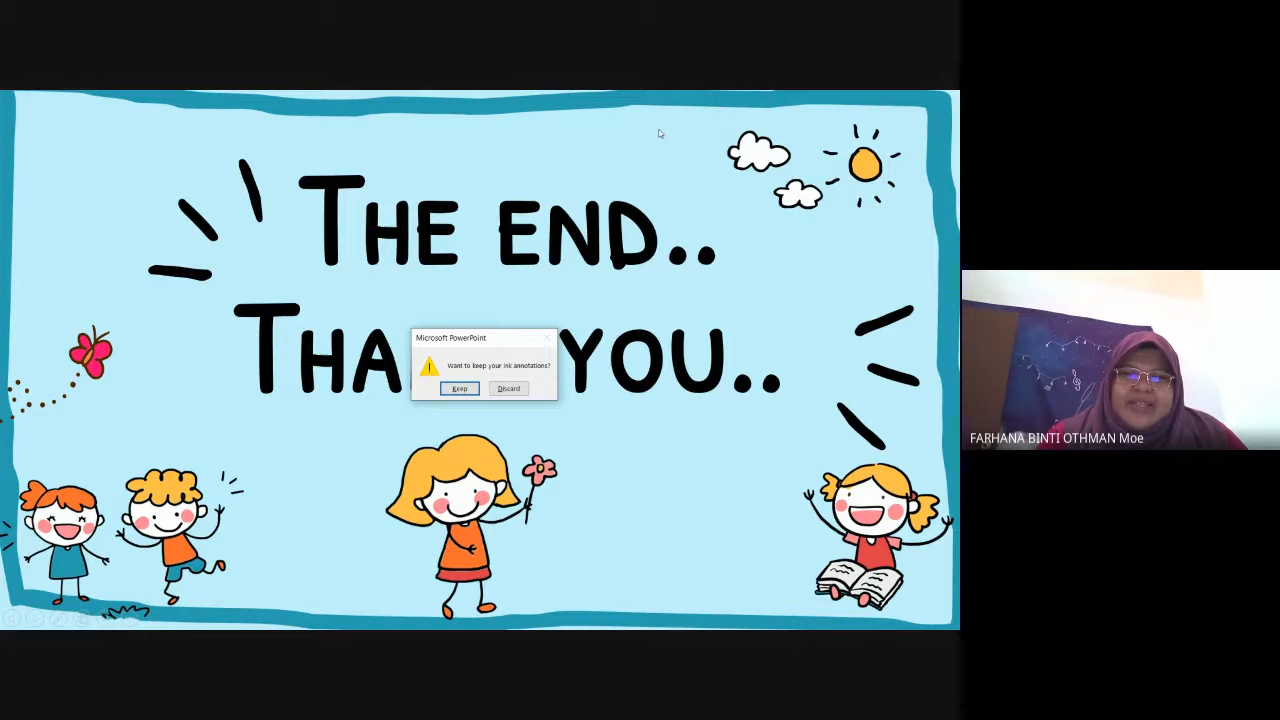 THE END..
THA YOU..
Microsoft PowerPoint
Want to keep your ink annotations?
Keep
Discard
FARHANA BINTI OTHMAN Moe